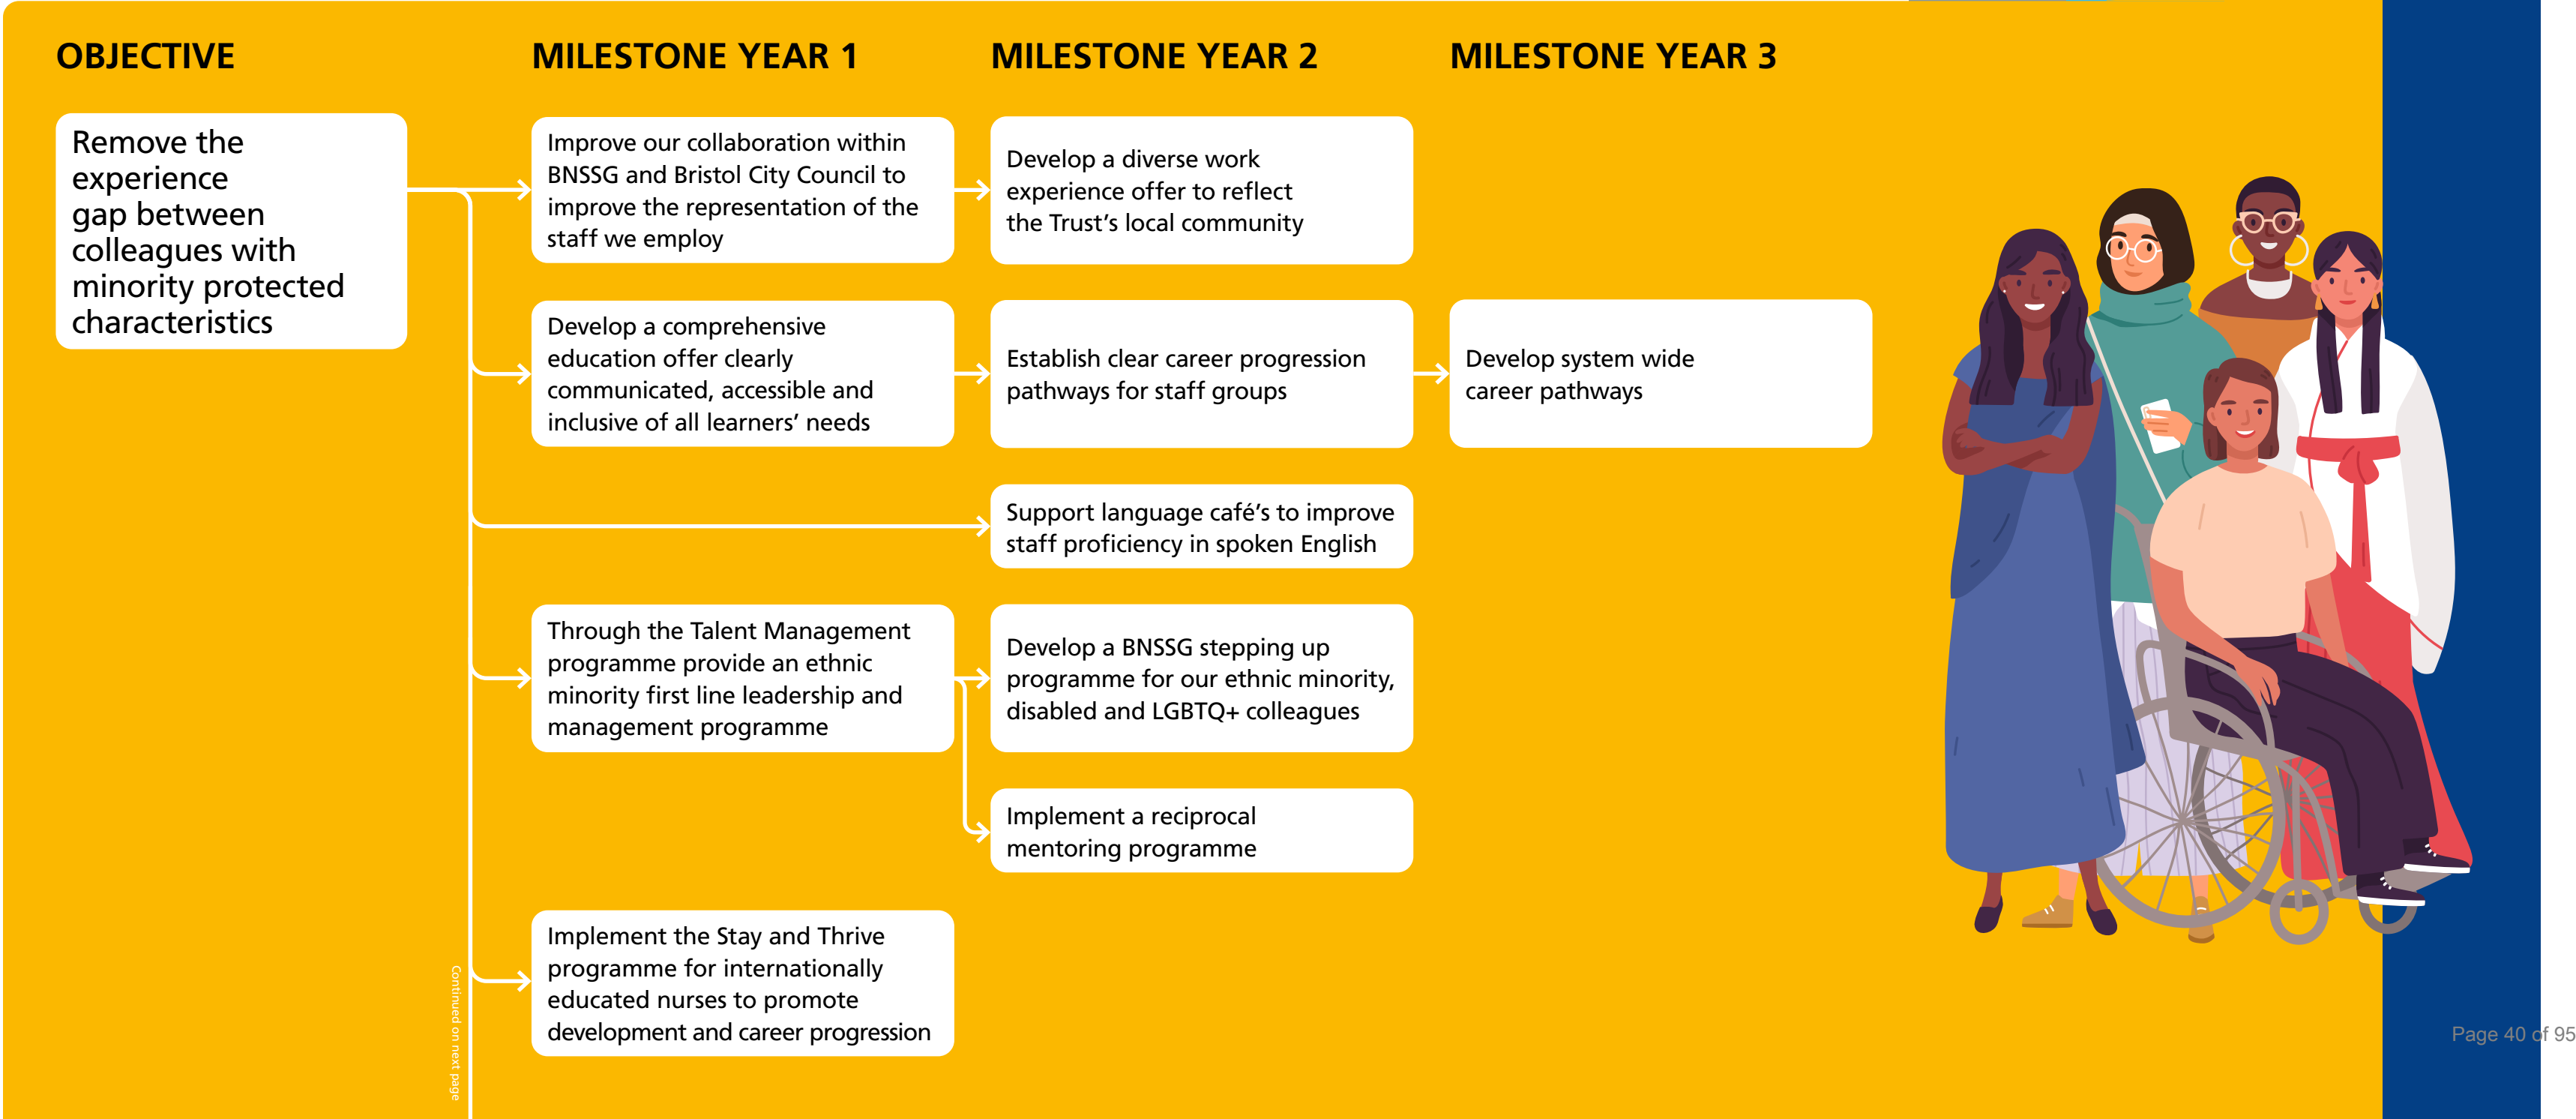 OBJECTIVE
MILESTONE YEAR 1
MILESTONE YEAR 2
MILESTONE YEAR 3
Remove the
experience
gap between
colleagues with
minority protected
characteristics
Improve our collaboration within
BNSSG and Bristol City Council to
improve the representation of the
staff we employ
Develop a diverse work
experience offer to reflect
the Trust’s local community
Develop a comprehensive
education offer clearly
communicated, accessible and
inclusive of all learners’ needs
Establish clear career progression
pathways for staff groups
Develop system wide
career pathways
Support language café’s to improve
staff proficiency in spoken English
Through the Talent Management
programme provide an ethnic
minority first line leadership and
management programme
Develop a BNSSG stepping up
programme for our ethnic minority,
disabled and LGBTQ+ colleagues
Implement a reciprocal
mentoring programme
Implement the Stay and Thrive
programme for internationally
educated nurses to promote
development and career progression
Continued on next page
Page 40 of 95